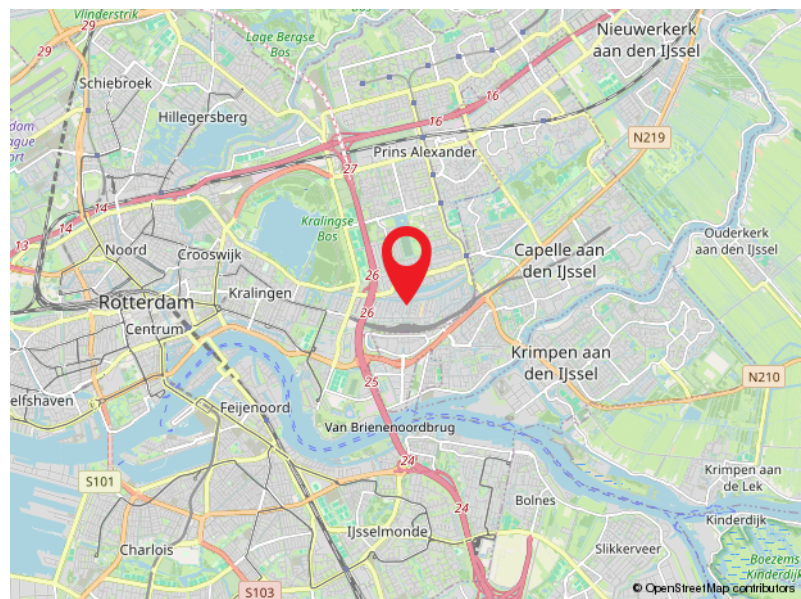 Vlinderstrik
Nieuwerkerk
aan den IJssel
29
Lage Bergse
Bos
29
Schiebroek
16
Hillegersberg
16
N219
Prins Alexander
27
14
14
Kralingse
Bos
13
Noord
Crooswijk
Capelle aan
den IJssel
Ouderkerk
aan den IJssel
26
Kralingen
Rotterdam
26
Centrum
Krimpen aan
den IJssel
25
N210
elfshaven
Feijenoord
Van Brienenoordbrug
24
Krimpen aan
de Lek
S101
24
Bolnes
Kinderdijk
IJsselmonde
Charlois
Slikkerveer
Boezems
Kinderdijk
S103
© OpenStreetMap contributors